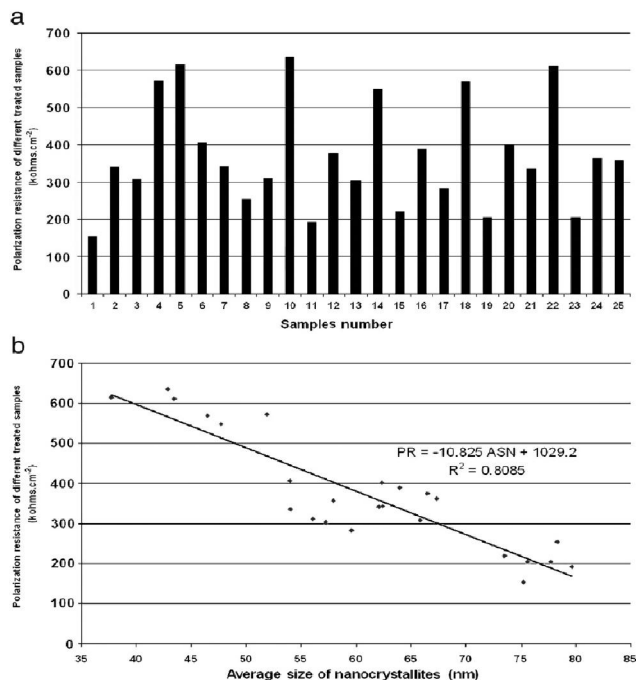 a
Polarization resistance of different treated samples
(kohms.cm-2)
700
600
500
400
300
200
100
0
1 2 3 4 5 6 7 8 9 10 11 12 13 14 15 16 17 18 19 20 21 22 23 24 25
Samples number
b
Polarization resistance of different treated samples
(kohms.cm-2)
700
600
500
400
300
200
100
0
PR = -10.825 ASN + 1029.2
R² = 0.8085
35 40 45 50 55 60 65 70 75 80 85
Average size of nanocrystallites (nm)